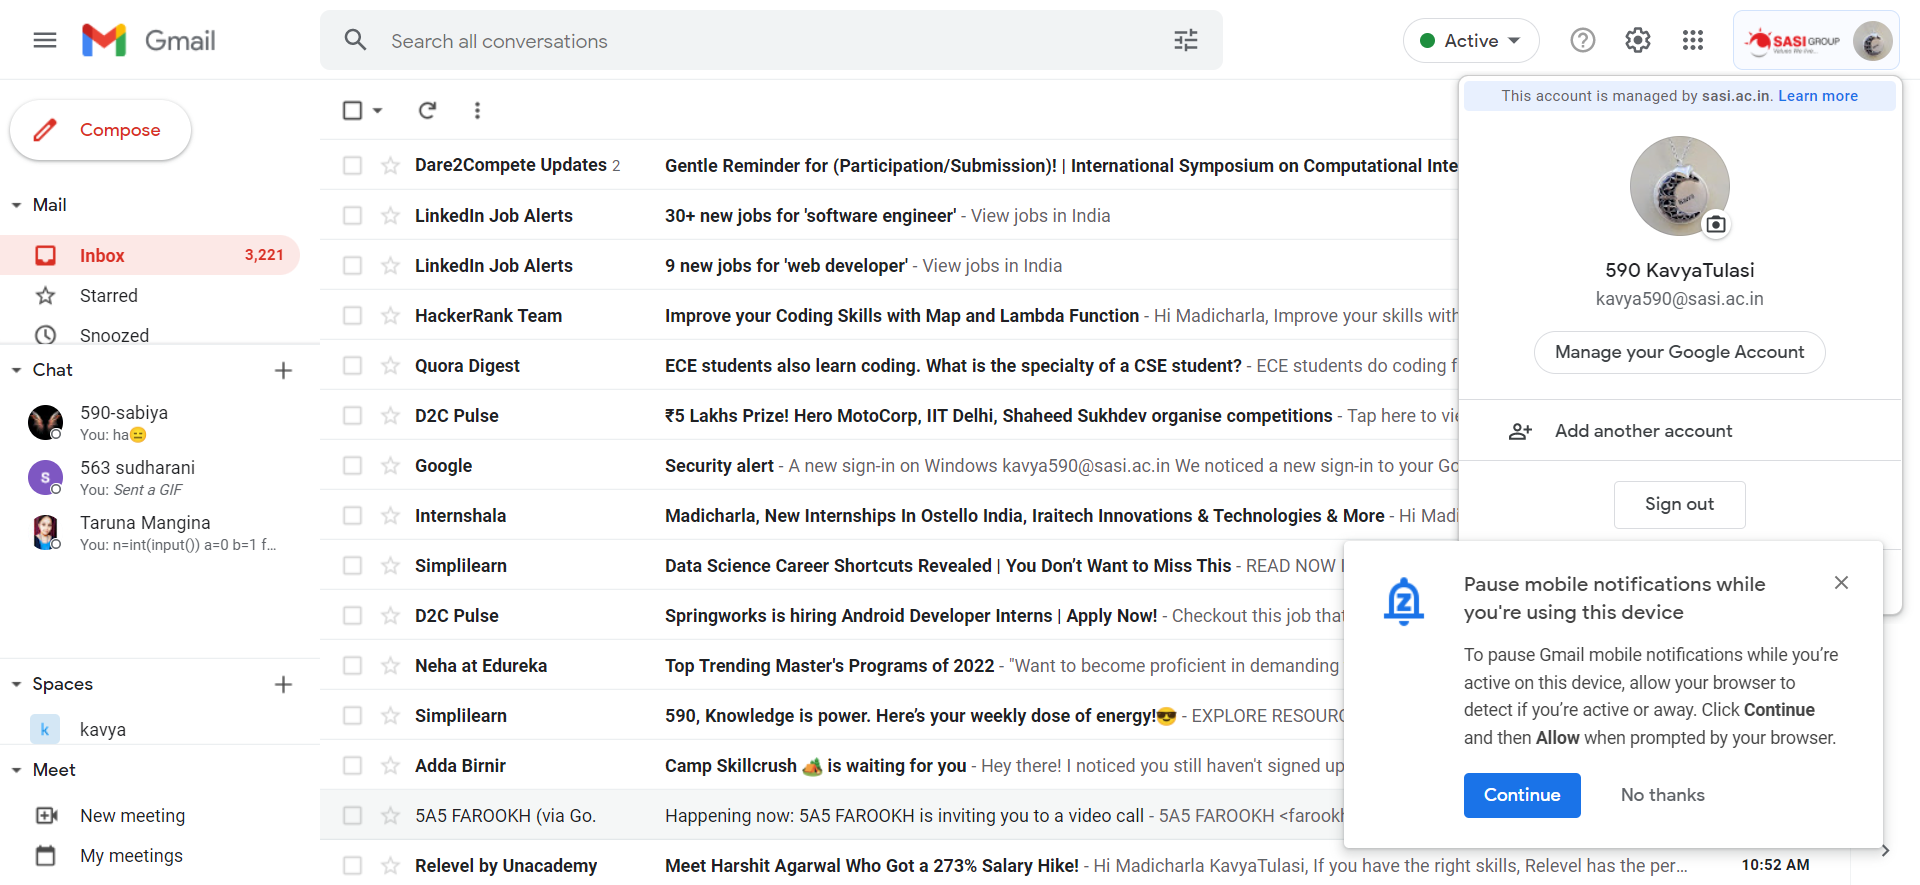 Gmail
Search all conversations
Active
SASI GROUP
Compose
Mail
Inbox 3,221
Starred
Snoozed
Chat
590-sabiya
You: ha😑
S
563 sudharani
You: Sent a GIF
Taruna Mangina
You: n=int(input()) a=0 b=1 f...
Spaces
k kavya
Meet
New meeting
My meetings
Dare2Compete Updates 2 Gentle Reminder for (Participation/Submission)! | International Symposium on Computational Inte
LinkedIn Job Alerts 30+ new jobs for 'software engineer' - View jobs in India
LinkedIn Job Alerts 9 new jobs for 'web developer' - View jobs in India
HackerRank Team Improve your Coding Skills with Map and Lambda Function - Hi Madicharla, Improve your skills with
Quora Digest ECE students also learn coding. What is the specialty of a CSE student? - ECE students do coding f
D2C Pulse ₹5 Lakhs Prize! Hero MotoCorp, IIT Delhi, Shaheed Sukhdev organise competitions - Tap here to vie
Google Security alert - A new sign-in on Windows kavya590@sasi.ac.in We noticed a new sign-in to your Go
Internshala Madicharla, New Internships In Ostello India, Iraitech Innovations & Technologies & More - Hi Madi
Simplilearn Data Science Career Shortcuts Revealed | You Don't Want to Miss This - READ NOW
D2C Pulse Springworks is hiring Android Developer Interns | Apply Now! - Checkout this job that
Neha at Edureka Top Trending Master's Programs of 2022 - "Want to become proficient in demanding
Simplilearn 590, Knowledge is power. Here's your weekly dose of energy!😎 - EXPLORE RESOURC
Adda Birnir Camp Skillcrush 🏕️ is waiting for you - Hey there! I noticed you still haven't signed up
5A5 FAROOKH (via Go. Happening now: 5A5 FAROOKH is inviting you to a video call - 5A5 FAROOKH <farookh
Relevel by Unacademy Meet Harshit Agarwal Who Got a 273% Salary Hike! - Hi Madicharla KavyaTulasi, If you have the right skills, Relevel has the per... 10:52 AM
This account is managed by sasi.ac.in. Learn more
590 KavyaTulasi
kavya590@sasi.ac.in
Manage your Google Account
Add another account
Sign out
Pause mobile notifications while
you're using this device
To pause Gmail mobile notifications while you're
active on this device, allow your browser to
detect if you're active or away. Click Continue
and then Allow when prompted by your browser.
Continue No thanks